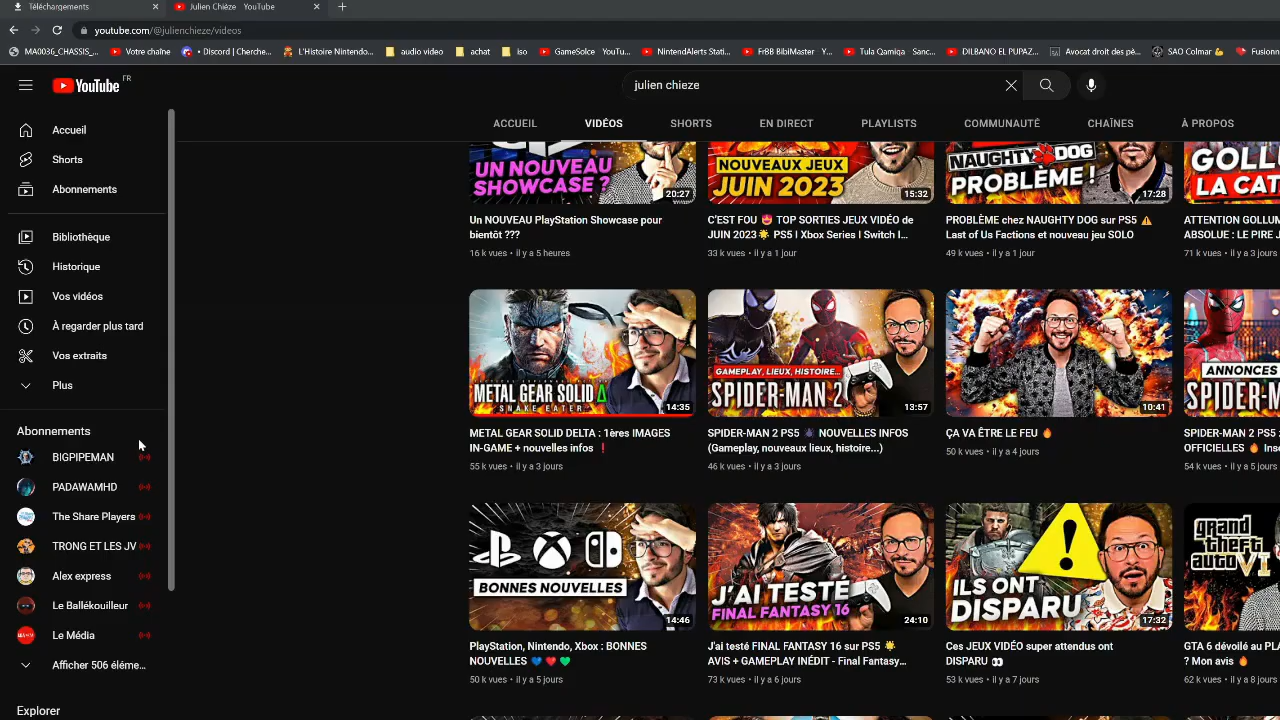 Téléchargements
Julien Chièze - YouTube
youtube.com/@julienchieze/videos
MA0036_CHASSIS_...
Votre chaîne
• Discord | Cherche...
L'Histoire Nintendo...
audio video
achat
iso
GameSolce - YouTu...
NintendAlerts Stati...
FrBB BibiMaster - Y...
Tula Qamiqa - Sanc...
DILBANO EL PUPAZ...
Avocat droit des pé...
SAO Colmar 💪
Fusionn
YouTube FR
julien chieze
ACCUEIL
VIDÉOS
SHORTS
EN DIRECT
PLAYLISTS
COMMUNAUTÉ
CHAÎNES
À PROPOS
Accueil
Shorts
Abonnements
Bibliothèque
Historique
Vos vidéos
À regarder plus tard
Vos extraits
Plus
Abonnements
BIGPIPEMAN
PADAWAMHD
The Share Players
TRONG ET LES JV
Alex express
Le Ballékouilleur
Le Média
Afficher 506 éléme...
Explorer
UN NOUVEAU
SHOWCASE ?
20:27
NOUVEAUX JEUX
JUIN 2023
15:32
NAUGHTY DOG
PROBLÈME !
17:28
GOLLU
LA CAT
Un NOUVEAU PlayStation Showcase pour
bientôt ???
16 k vues • il y a 5 heures
C'EST FOU 😍 TOP SORTIES JEUX VIDÉO de
JUIN 2023🌟 PS5 I Xbox Series I Switch I...
33 k vues • il y a 1 jour
PROBLÈME chez NAUGHTY DOG sur PS5 ⚠️
Last of Us Factions et nouveau jeu SOLO
49 k vues • il y a 1 jour
ATTENTION GOLLUM
ABSOLUE : LE PIRE J
71 k vues • il y a 3 jours
METAL GEAR SOLID Δ
SNAKE EATER
14:35
GAMEPLAY, LIEUX, HISTOIRE...
SPIDER-MAN 2
13:57
10:41
ANNONCES
SPIDER-MAN
METAL GEAR SOLID DELTA : 1ères IMAGES
IN-GAME + nouvelles infos ❗
55 k vues • il y a 3 jours
SPIDER-MAN 2 PS5 🕷 NOUVELLES INFOS
(Gameplay, nouveaux lieux, histoire...)
46 k vues • il y a 3 jours
ÇA VA ÊTRE LE FEU 🔥
50 k vues • il y a 4 jours
SPIDER-MAN 2 PS5 :
OFFICIELLES 🔥 Inso
54 k vues • il y a 5 jours
BONNES NOUVELLES
14:46
J'AI TESTÉ
FINAL FANTASY 16
24:10
ILS ONT
DISPARU
17:32
grand
theft
auto VI
PlayStation, Nintendo, Xbox : BONNES
NOUVELLES 💙❤️💚
50 k vues • il y a 5 jours
J'ai testé FINAL FANTASY 16 sur PS5 🌟
AVIS + GAMEPLAY INÉDIT - Final Fantasy...
73 k vues • il y a 6 jours
Ces JEUX VIDÉO super attendus ont
DISPARU 👀
53 k vues • il y a 7 jours
GTA 6 dévoilé au PLA
? Mon avis 🔥
62 k vues • il y a 8 jours